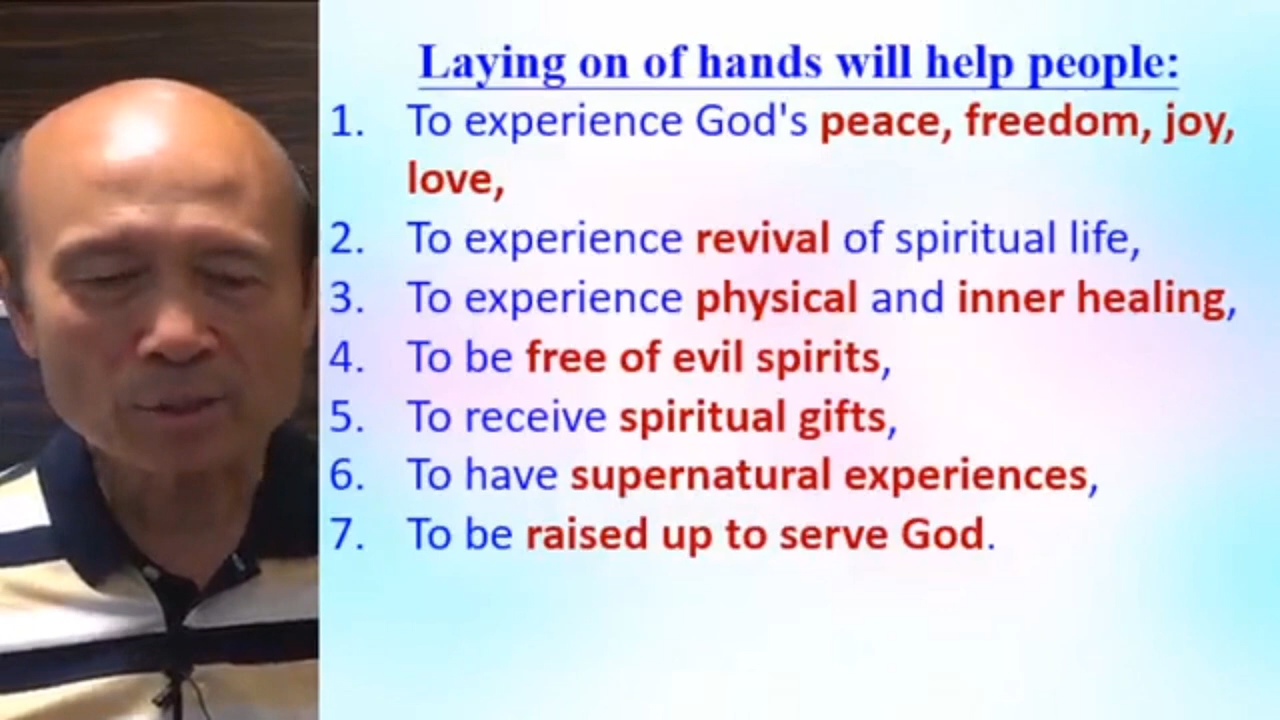 Laying on of hands will help people:
1. To experience God's peace, freedom, joy,
love,
2. To experience revival of spiritual life,
3. To experience physical and inner healing,
4. To be free of evil spirits,
5. To receive spiritual gifts,
6. To have supernatural experiences,
7. To be raised up to serve God.